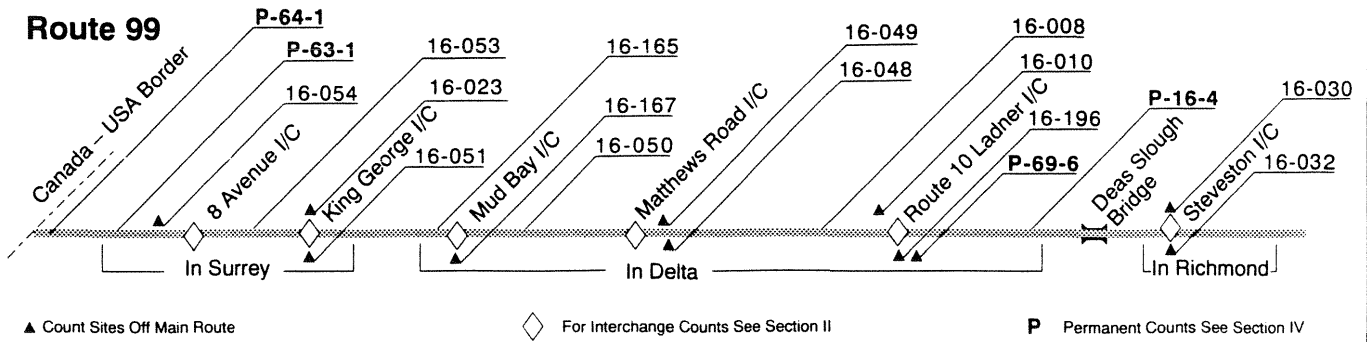 Route 99
Canada — USA Border
P-64-1
P-63-1
16-054
8 Avenue I/C
16-053
16-023
King George I/C
16-051
16-165
16-167
Mud Bay I/C
16-050
16-049
16-048
Matthews Road I/C
16-008
16-010
Route 10 Ladner I/C
16-196
P-69-6
P-16-4
Deas Slough
Bridge
16-030
Steveston I/C
16-032
In Surrey
In Delta
In Richmond
Count Sites Off Main Route
For Interchange Counts See Section II
P Permanent Counts See Section IV